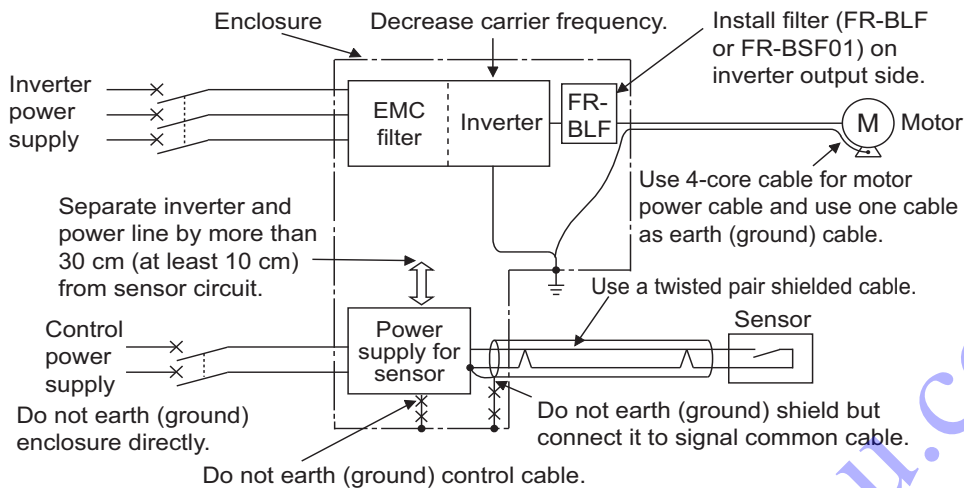 Enclosure
Decrease carrier frequency.
Install filter (FR-BLF
or FR-BSF01) on
inverter output side.
Inverter
power
supply
EMC
filter
Inverter
FR-
BLF
M
Motor
Use 4-core cable for motor
power cable and use one cable
as earth (ground) cable.
Separate inverter and
power line by more than
30 cm (at least 10 cm)
from sensor circuit.
Use a twisted pair shielded cable.
Control
power
supply
Power
supply for
sensor
Sensor
Do not earth (ground)
enclosure directly.
Do not earth (ground) shield but
connect it to signal common cable.
Do not earth (ground) control cable.